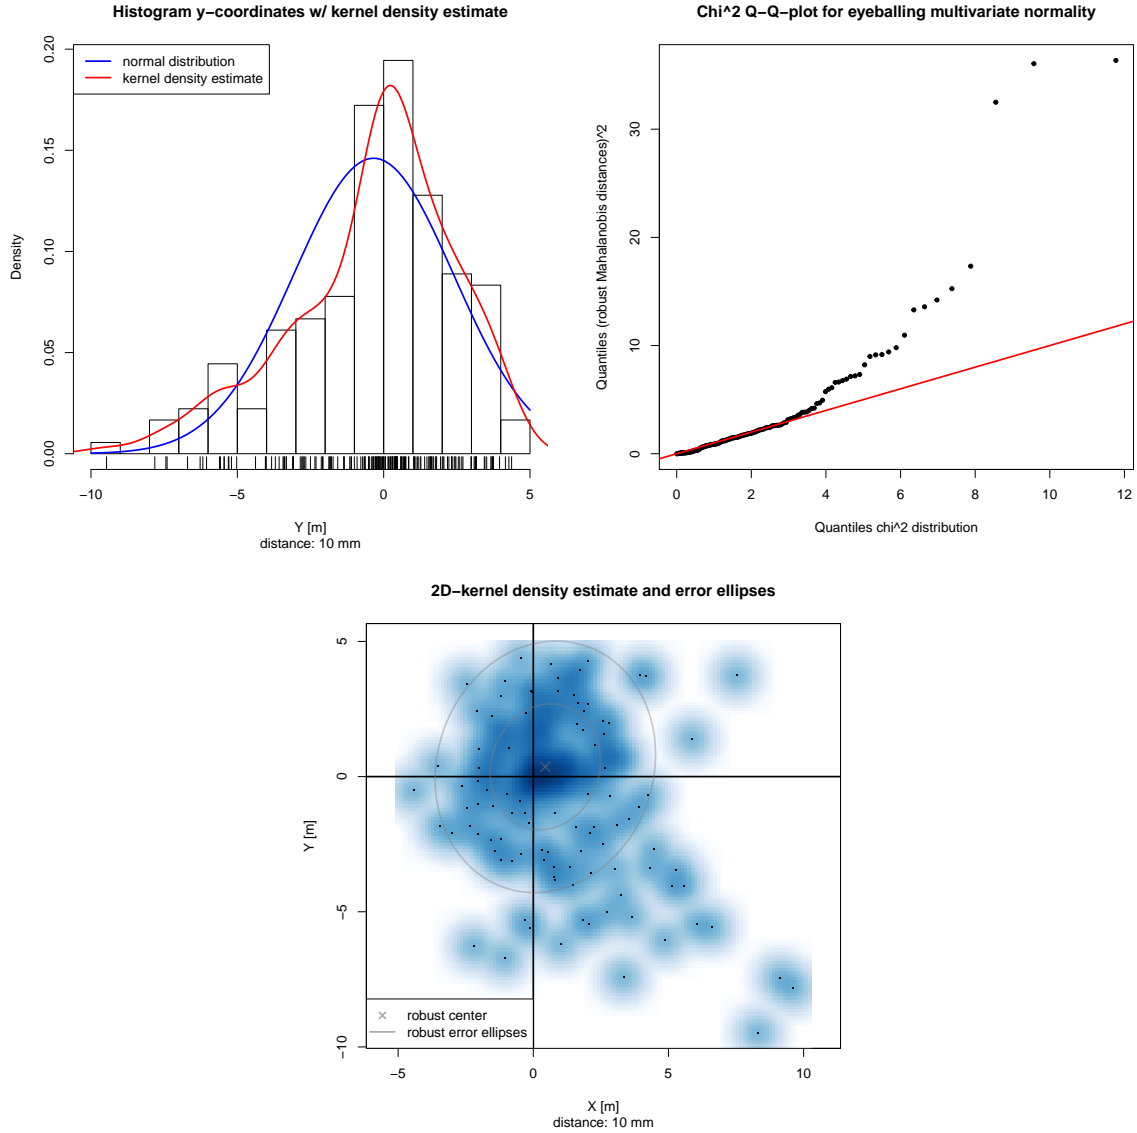 Histogram y−coordinates w/ kernel density estimate
normal distribution
kernel density estimate
Density
0.00
0.05
0.10
0.15
0.20
−10
−5
0
5
Y [m]
distance: 10 mm
Chi^2 Q−Q−plot for eyeballing multivariate normality
Quantiles (robust Mahalanobis distances)^2
0
10
20
30
0
2
4
6
8
10
12
Quantiles chi^2 distribution
2D−kernel density estimate and error ellipses
Y [m]
5
0
−5
−10
robust center
robust error ellipses
−5
0
5
10
X [m]
distance: 10 mm